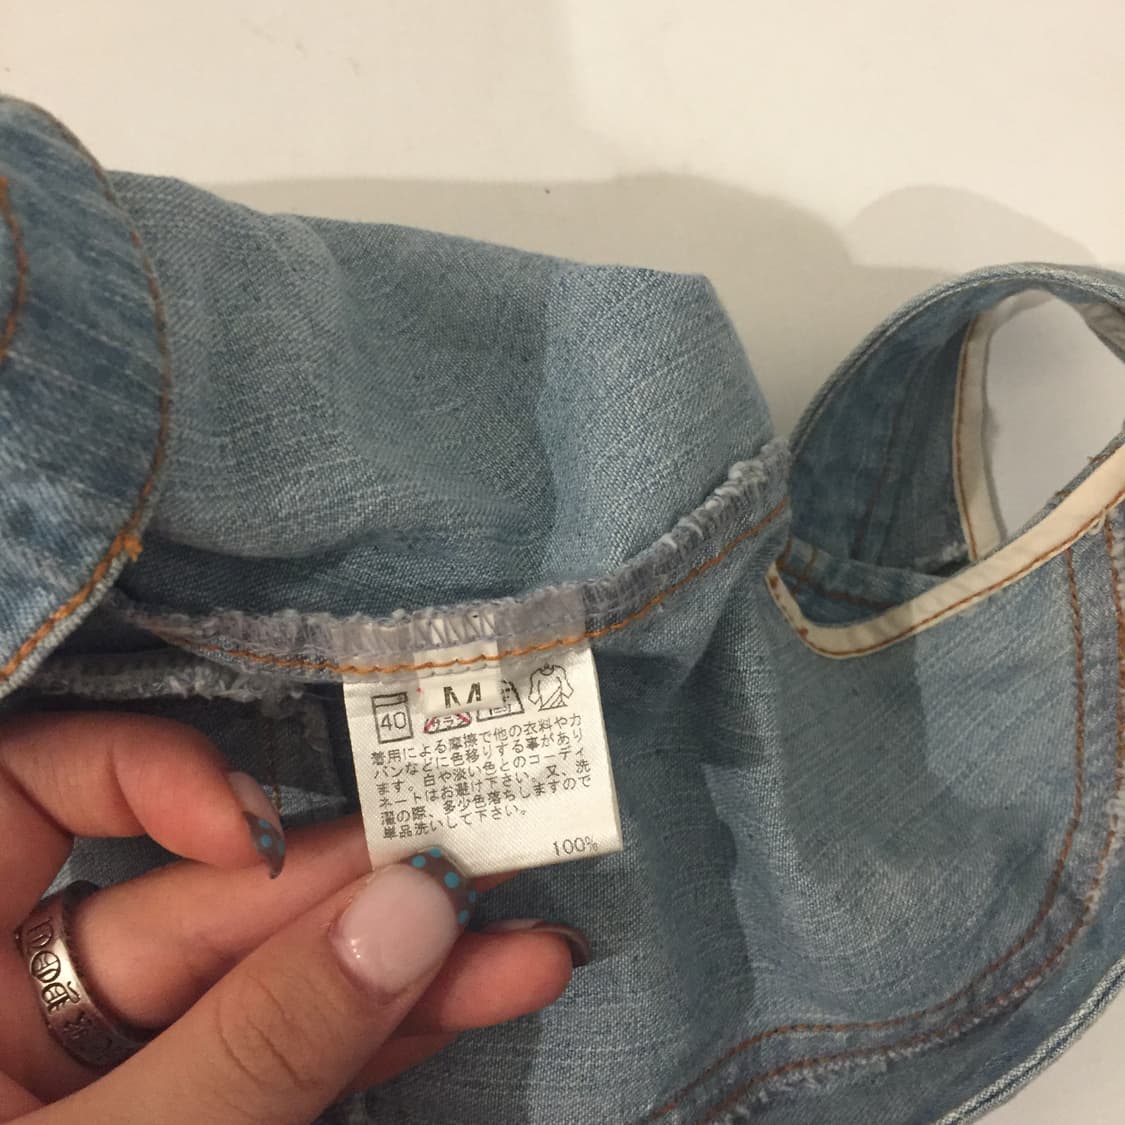 M
40
着用による摩擦で他の衣料やカ
バンなどに色移りする事があり
ます。白や淡い色とのコーディ
ネートはお避け下さい。又、洗
濯の際、多少色落ちしますので
単品洗いして下さい。
100%